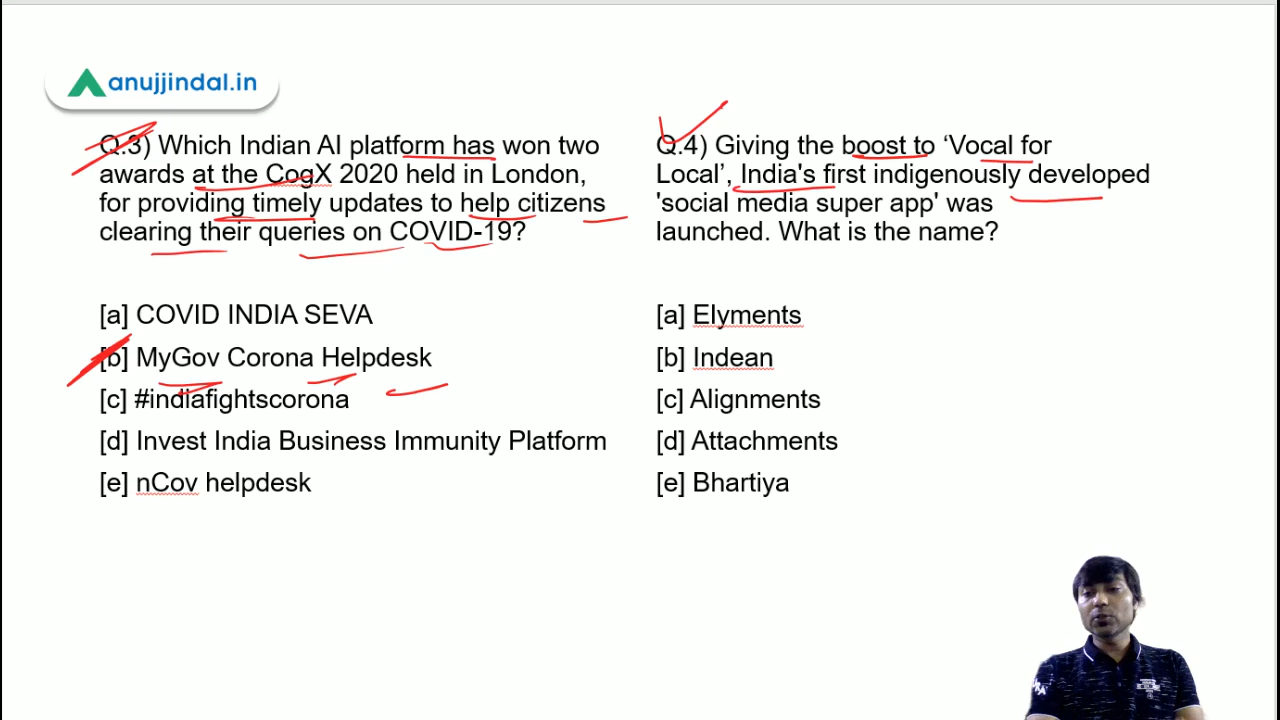 anujjindal.in
Q.3) Which Indian AI platform has won two
awards at the CogX 2020 held in London,
for providing timely updates to help citizens
clearing their queries on COVID-19?
[a] COVID INDIA SEVA
[b] MyGov Corona Helpdesk
[c] #indiafightscorona
[d] Invest India Business Immunity Platform
[e] nCov helpdesk
Q.4) Giving the boost to ‘Vocal for
Local’, India's first indigenously developed
'social media super app' was
launched. What is the name?
[a] Elyments
[b] Indean
[c] Alignments
[d] Attachments
[e] Bhartiya